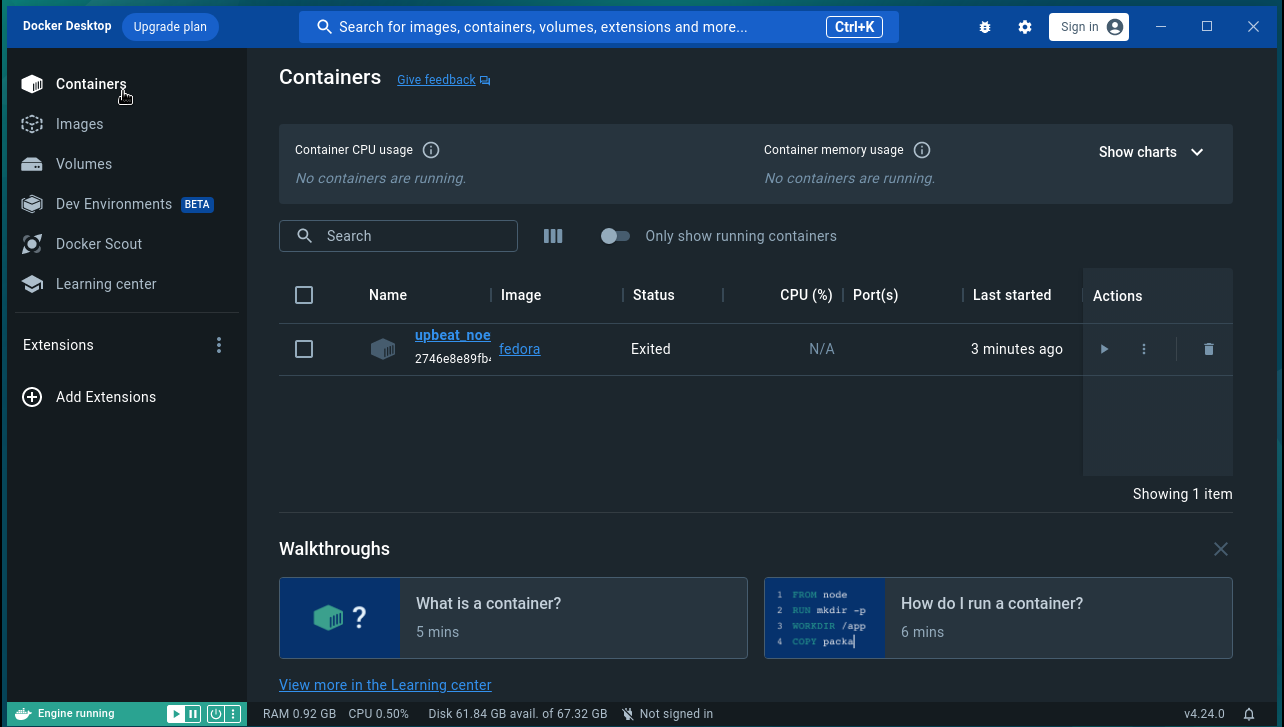 Docker Desktop
Upgrade plan
Search for images, containers, volumes, extensions and more...
Ctrl+K
Sign in
Containers
Images
Volumes
Dev Environments BETA
Docker Scout
Learning center
Extensions
Add Extensions
Containers
Give feedback
Container CPU usage
No containers are running.
Container memory usage
No containers are running.
Show charts
Search
Only show running containers
Name Image Status CPU (%) Port(s) Last started Actions
upbeat_noe
2746e8e89fb
fedora
Exited
N/A
3 minutes ago
Showing 1 item
Walkthroughs
?
What is a container?
5 mins
1 FROM node
2 RUN mkdir -p
3 WORKDIR /app
4 COPY packa
How do I run a container?
6 mins
View more in the Learning center
Engine running
RAM 0.92 GB CPU 0.50% Disk 61.84 GB avail. of 67.32 GB Not signed in
v4.24.0